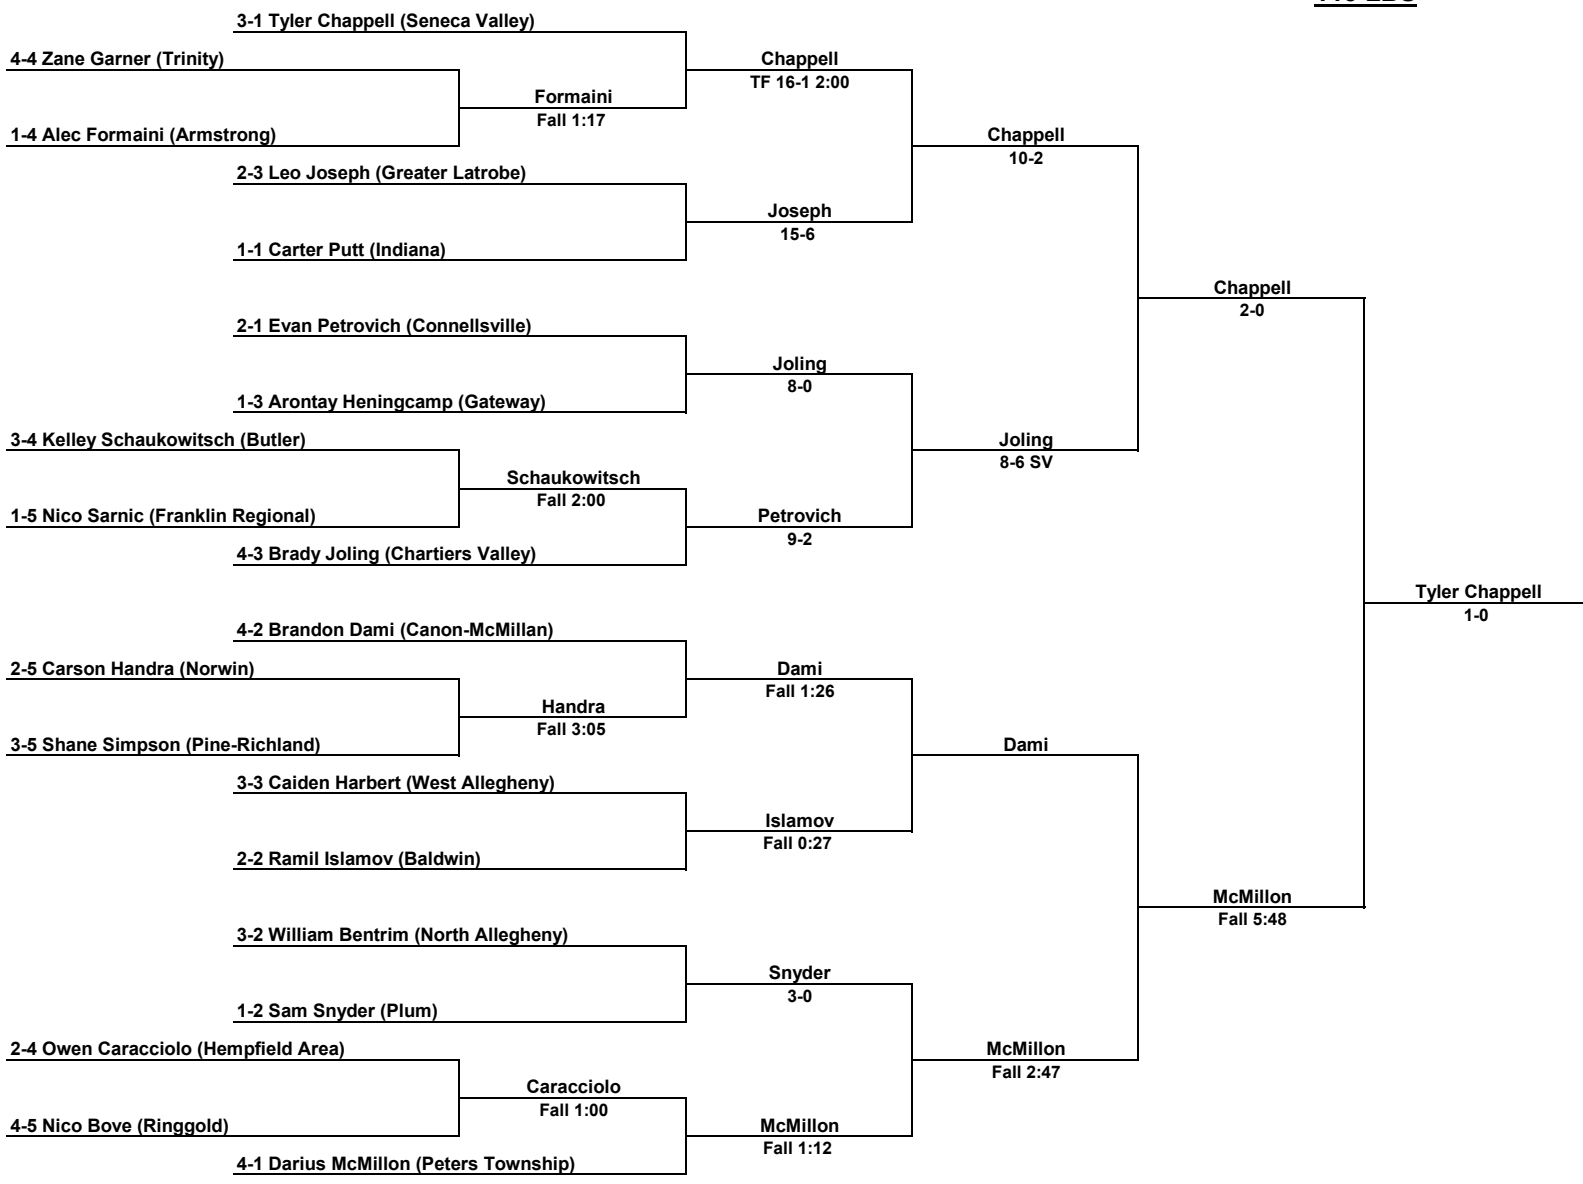 3-1 Tyler Chappell (Seneca Valley)
4-4 Zane Garner (Trinity)
Chappell
TF 16-1 2:00
Formaini
Fall 1:17
1-4 Alec Formaini (Armstrong)
Chappell
10-2
2-3 Leo Joseph (Greater Latrobe)
Joseph
15-6
1-1 Carter Putt (Indiana)
Chappell
2-0
2-1 Evan Petrovich (Connellsville)
Joling
8-0
1-3 Arontay Heningcamp (Gateway)
3-4 Kelley Schaukowitsch (Butler)
Joling
8-6 SV
Schaukowitsch
Fall 2:00
1-5 Nico Sarnic (Franklin Regional)
Petrovich
9-2
4-3 Brady Joling (Chartiers Valley)
Tyler Chappell
1-0
4-2 Brandon Dami (Canon-McMillan)
2-5 Carson Handra (Norwin)
Dami
Fall 1:26
Handra
Fall 3:05
3-5 Shane Simpson (Pine-Richland)
Dami
3-3 Caiden Harbert (West Allegheny)
Islamov
Fall 0:27
2-2 Ramil Islamov (Baldwin)
McMillon
Fall 5:48
3-2 William Bentrim (North Allegheny)
Snyder
3-0
1-2 Sam Snyder (Plum)
2-4 Owen Caracciolo (Hempfield Area)
McMillon
Fall 2:47
Caracciolo
Fall 1:00
4-5 Nico Bove (Ringgold)
McMillon
Fall 1:12
4-1 Darius McMillon (Peters Township)